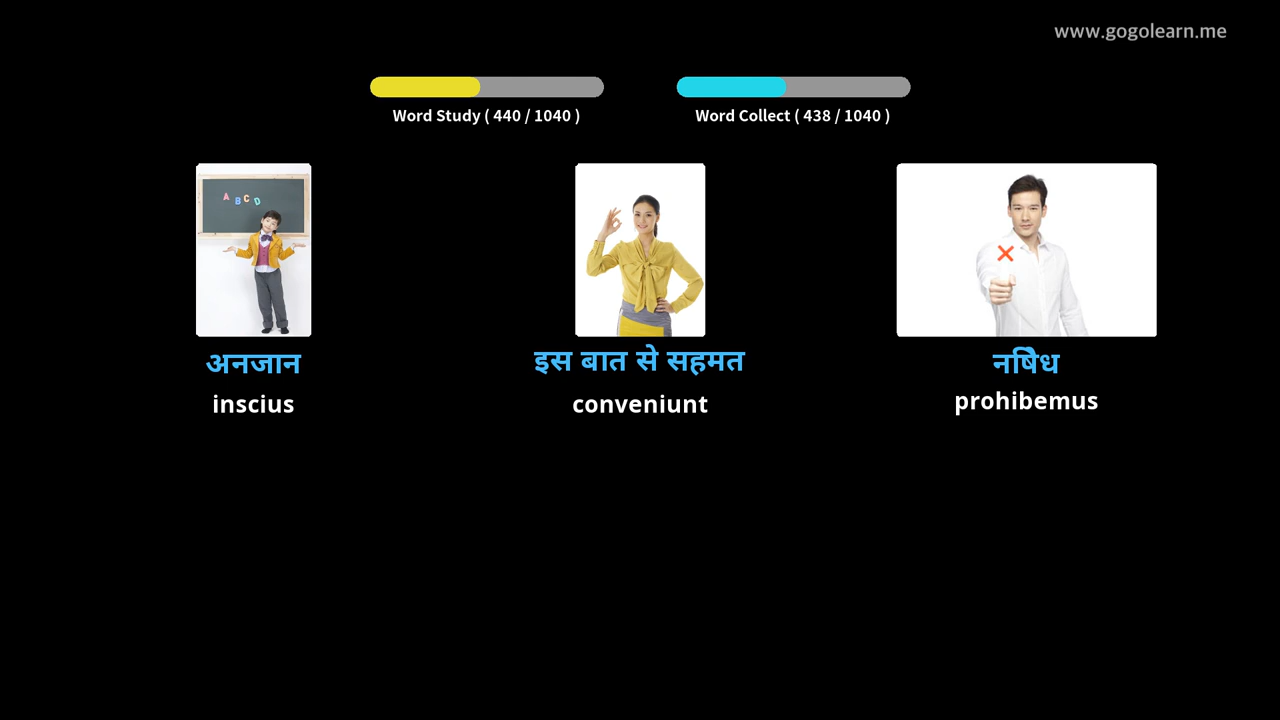 www.gogolearn.me
Word Study ( 440 / 1040 )
Word Collect ( 438 / 1040 )
A B C D
अनजान
इस बात से सहमत
नषिेध
inscius
conveniunt
prohibemus